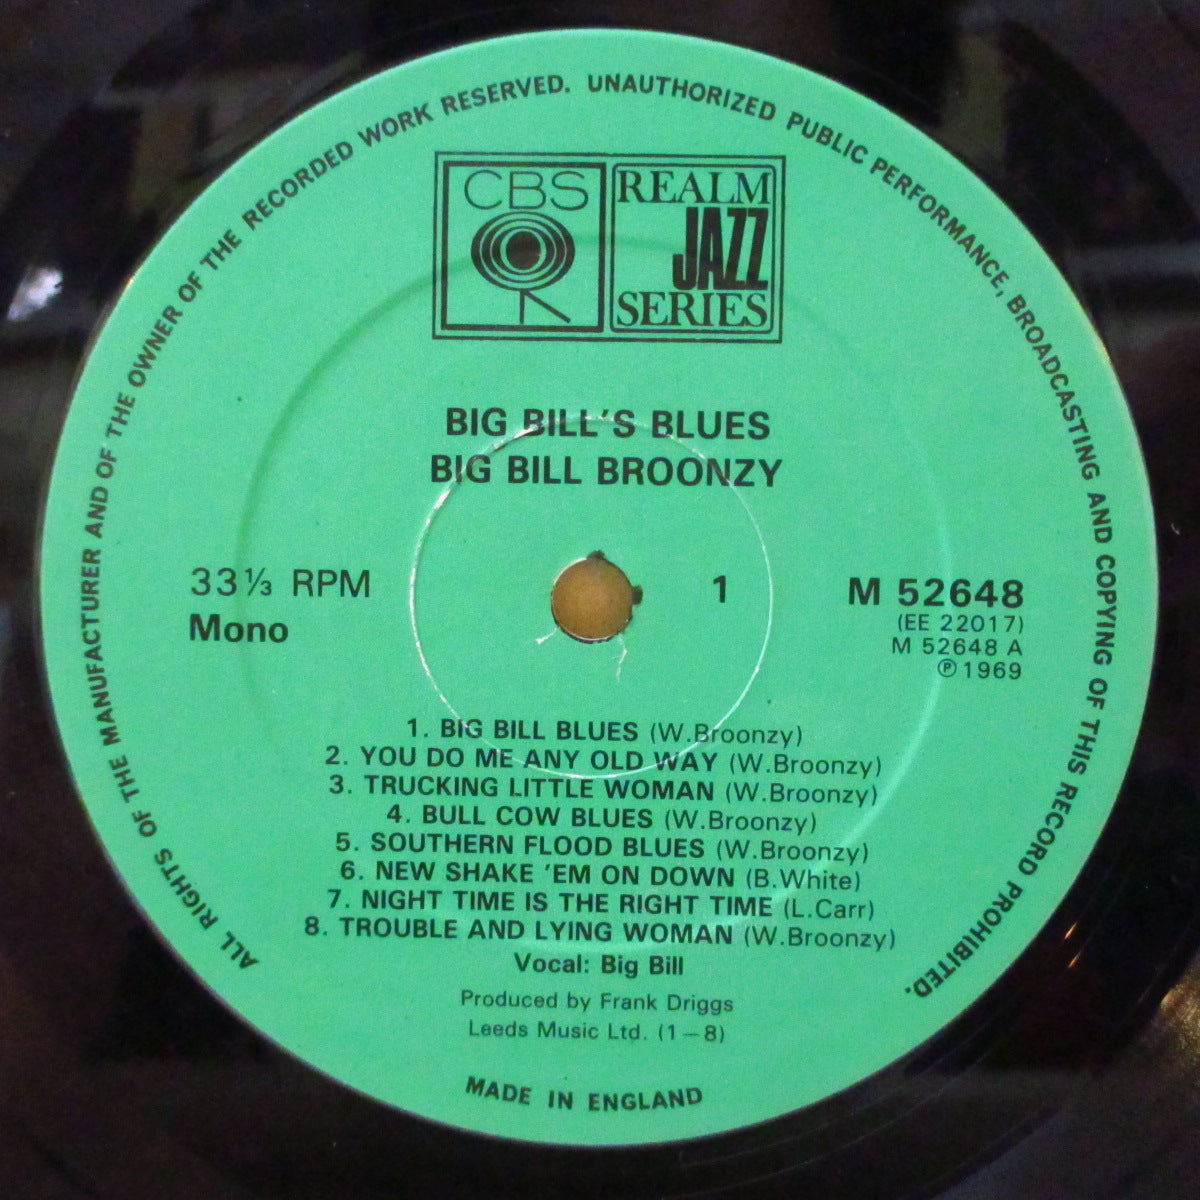 ALL RIGHTS OF THE MANUFACTURER AND OF THE OWNER OF THE RECORDED WORK RESERVED. UNAUTHORIZED PUBLIC PERFORMANCE, BROADCASTING AND COPYING OF THIS RECORD PROHIBITED.
CBS
REALM
JAZZ
SERIES
BIG BILL'S BLUES
BIG BILL BROONZY
33⅓ RPM
Mono
1
M 52648
(EE 22017)
M 52648 A
℗1969
1. BIG BILL BLUES (W.Broonzy)
2. YOU DO ME ANY OLD WAY (W.Broonzy)
3. TRUCKING LITTLE WOMAN (W.Broonzy)
4. BULL COW BLUES (W.Broonzy)
5. SOUTHERN FLOOD BLUES (W.Broonzy)
6. NEW SHAKE 'EM ON DOWN (B.White)
7. NIGHT TIME IS THE RIGHT TIME (L.Carr)
8. TROUBLE AND LYING WOMAN (W.Broonzy)
Vocal: Big Bill
Produced by Frank Driggs
Leeds Music Ltd. (1–8)
MADE IN ENGLAND